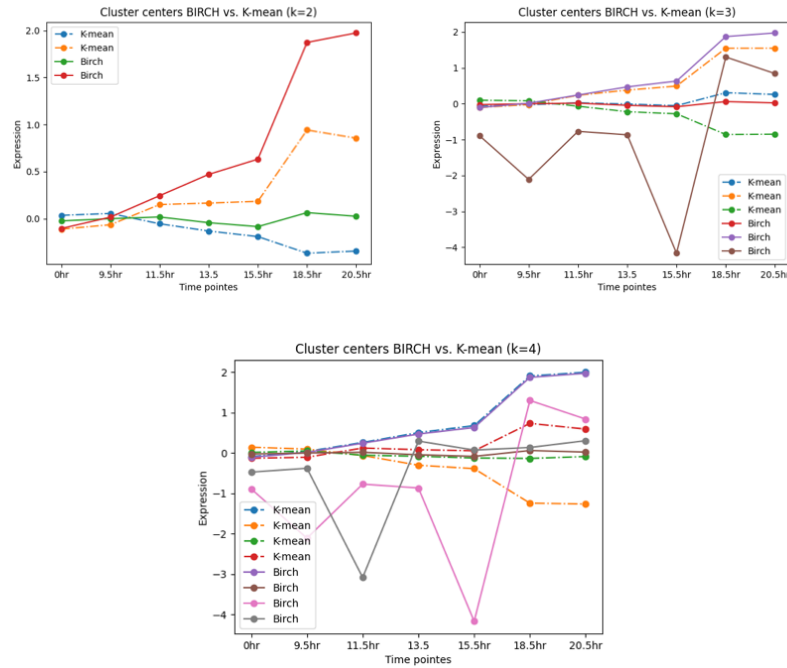 Cluster centers BIRCH vs. K-mean (k=2)
2.0
1.5
1.0
0.5
0.0
Expression
K-mean
K-mean
Birch
Birch
0hr 9.5hr 11.5hr 13.5 15.5hr 18.5hr 20.5hr
Time pointes
Cluster centers BIRCH vs. K-mean (k=3)
2
1
0
−1
−2
−3
−4
Expression
K-mean
K-mean
K-mean
Birch
Birch
Birch
0hr 9.5hr 11.5hr 13.5 15.5hr 18.5hr 20.5hr
Time pointes
Cluster centers BIRCH vs. K-mean (k=4)
2
1
0
−1
−2
−3
−4
Expression
K-mean
K-mean
K-mean
K-mean
Birch
Birch
Birch
Birch
0hr 9.5hr 11.5hr 13.5 15.5hr 18.5hr 20.5hr
Time pointes